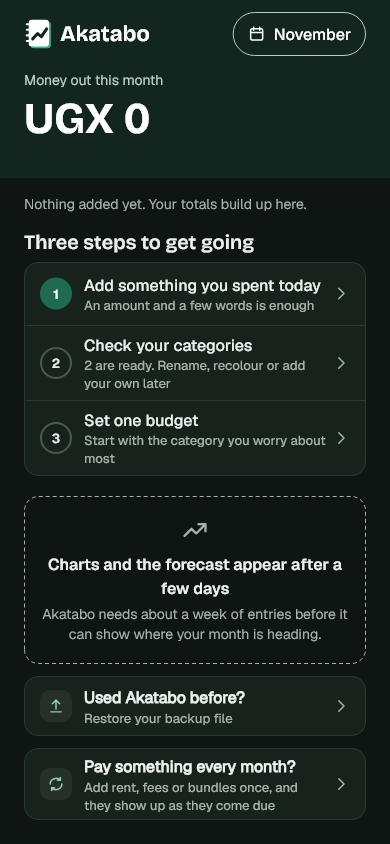 Akatabo
November
Money out this month
UGX 0
Nothing added yet. Your totals build up here.
Three steps to get going
1
Add something you spent today
An amount and a few words is enough
2
Check your categories
2 are ready. Rename, recolour or add
your own later
3
Set one budget
Start with the category you worry about
most
Charts and the forecast appear after a
few days
Akatabo needs about a week of entries before it
can show where your month is heading.
Used Akatabo before?
Restore your backup file
Pay something every month?
Add rent, fees or bundles once, and
they show up as they come due